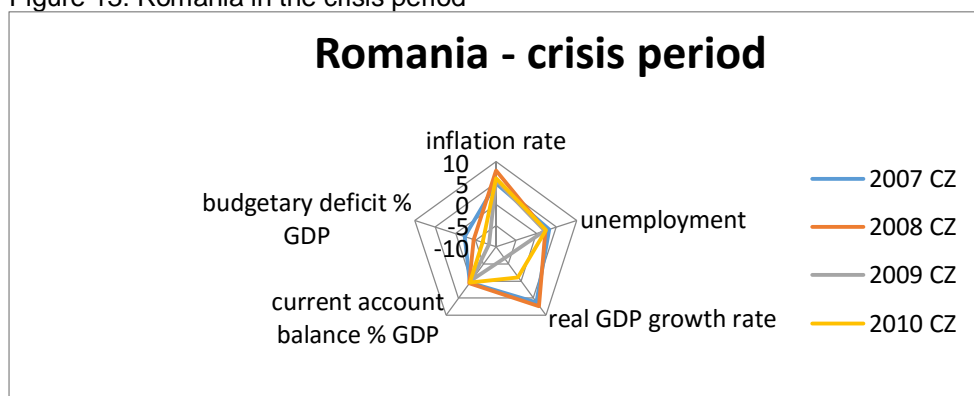 Figure 13. Romania in the crisis period
Romania - crisis period
inflation rate
10
5
0
-5
-10
budgetary deficit %
GDP
unemployment
current account
balance % GDP
real GDP growth rate
2007 CZ
2008 CZ
2009 CZ
2010 CZ